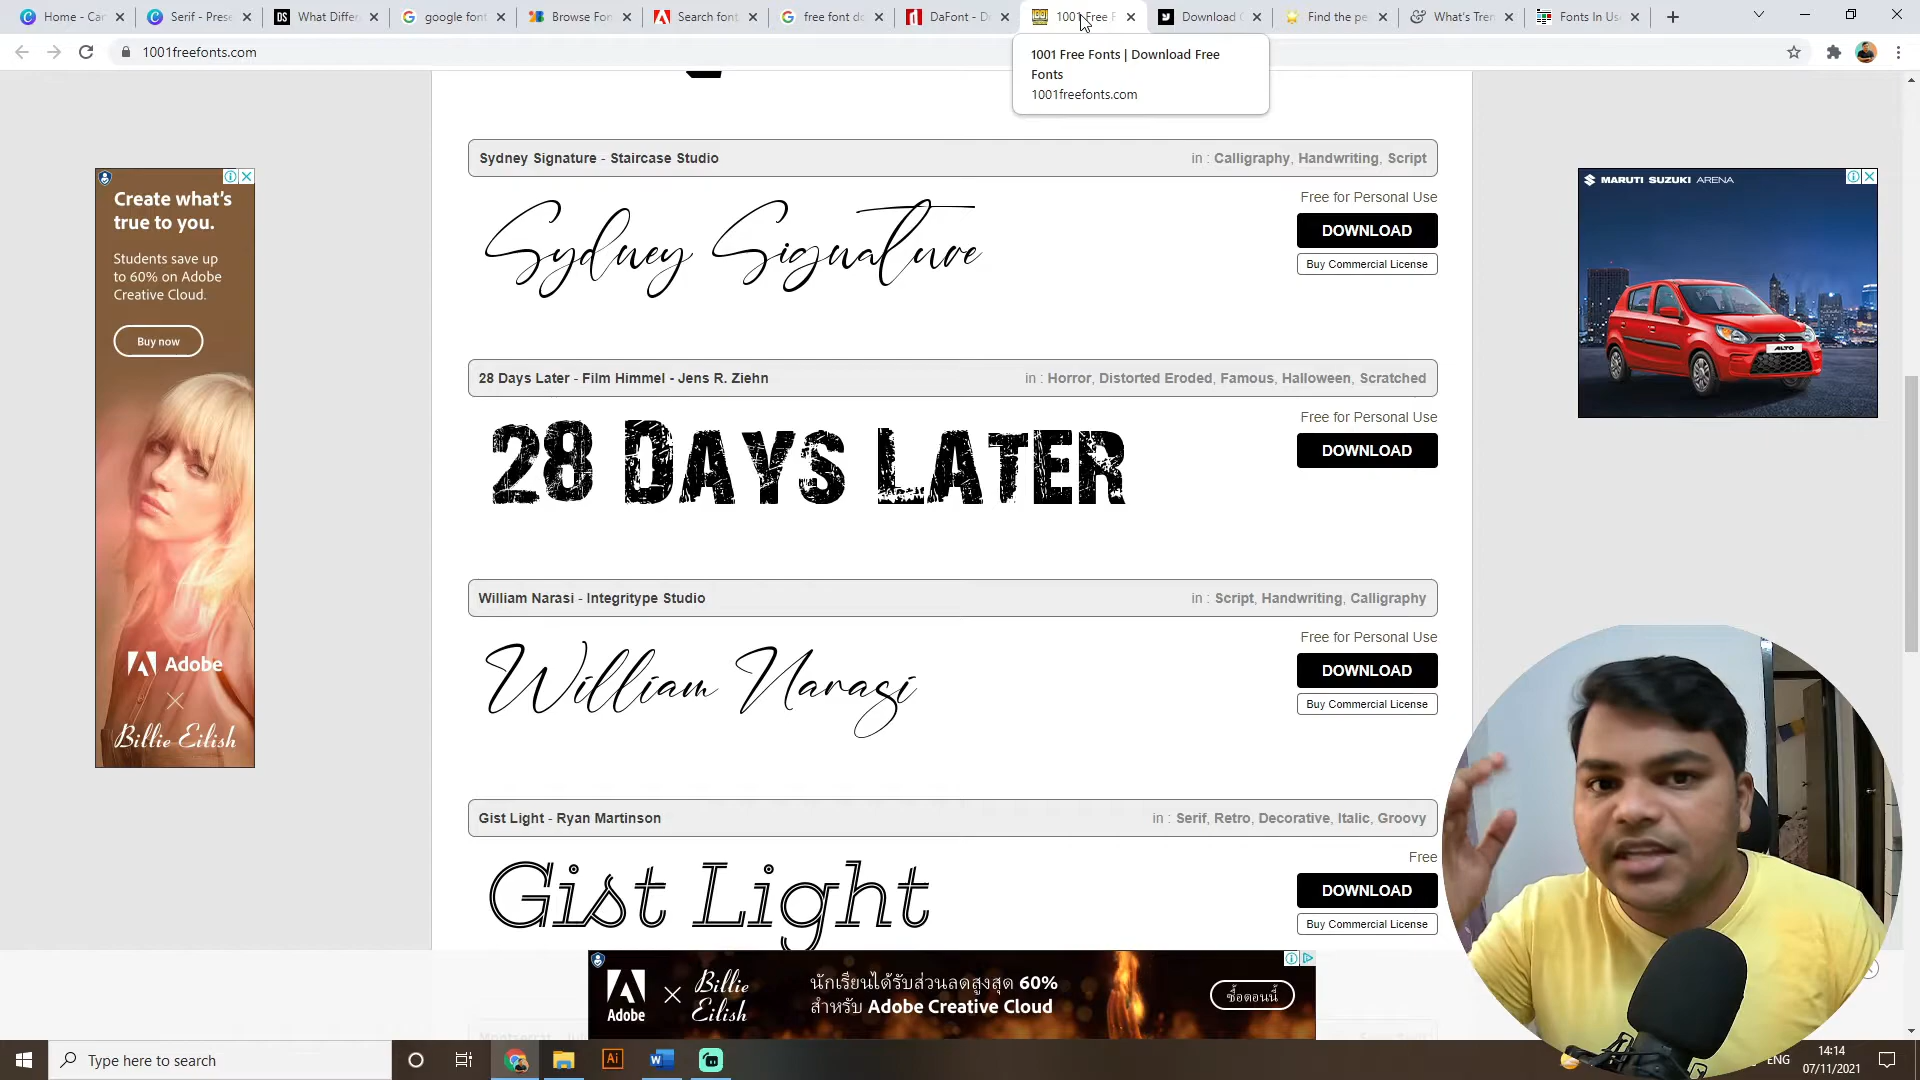 Home - Can
Serif - Prese
What Differ
google font
Browse Fon
Search font
free font do
DaFont - D
1001 Free F
Download
Find the pe
What's Tren
Fonts In Us
1001freefonts.com
1001 Free Fonts | Download Free
Fonts
1001freefonts.com
Sydney Signature - Staircase Studio
in : Calligraphy, Handwriting, Script
Sydney Signature
Free for Personal Use
DOWNLOAD
Buy Commercial License
28 Days Later - Film Himmel - Jens R. Ziehn
in : Horror, Distorted Eroded, Famous, Halloween, Scratched
28 Days Later
Free for Personal Use
DOWNLOAD
William Narasi - Integritype Studio
in : Script, Handwriting, Calligraphy
William Narasi
Free for Personal Use
DOWNLOAD
Buy Commercial License
Gist Light - Ryan Martinson
in : Serif, Retro, Decorative, Italic, Groovy
Gist Light
Free
DOWNLOAD
Buy Commercial License
Create what's
true to you.
Students save up
to 60% on Adobe
Creative Cloud.
Buy now
Adobe
Billie Eilish
MARUTI SUZUKI ARENA
ALTO
Adobe
Billie
Eilish
นักเรียนได้รับส่วนลดสูงสุด 60%
สำหรับ Adobe Creative Cloud
ซื้อตอนนี้
Type here to search
ENG
14:14
07/11/2021